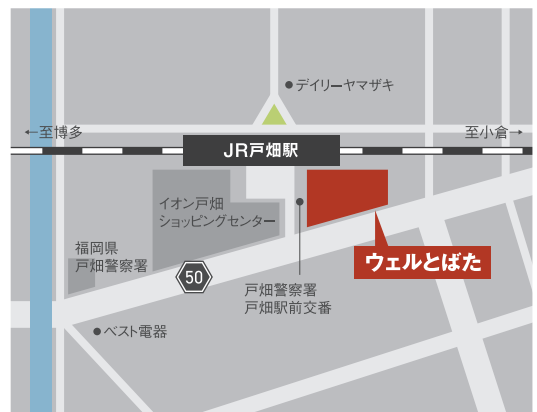 デイリーヤマザキ
←至博多
至小倉→
JR戸畑駅
イオン戸畑
ショッピングセンター
福岡県
戸畑警察署
50
ウェルとばた
戸畑警察署
戸畑駅前交番
ベスト電器